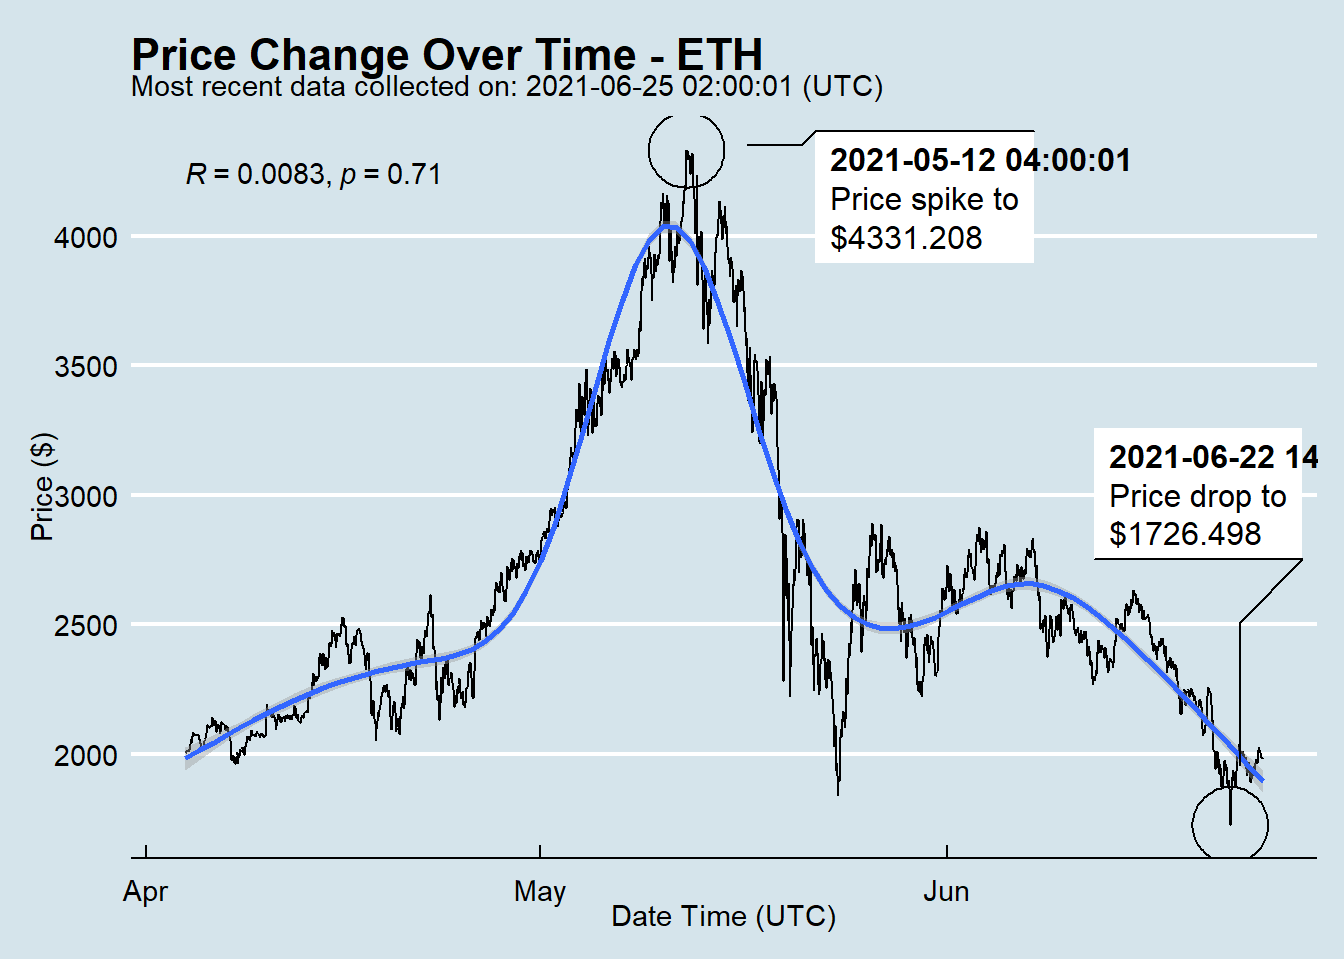 Price Change Over Time - ETH
Most recent data collected on: 2021-06-25 02:00:01 (UTC)
R = 0.0083, p = 0.71
2021-05-12 04:00:01
Price spike to
$4331.208
2021-06-22 14
Price drop to
$1726.498
Price ($)
4000
3500
3000
2500
2000
Apr
May
Jun
Date Time (UTC)